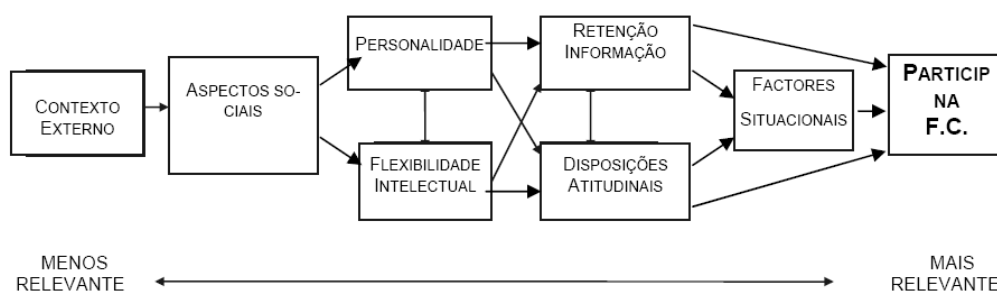 CONTEXTO
EXTERNO
ASPECTOS SO-
CIAIS
PERSONALIDADE
FLEXIBILIDADE
INTELECTUAL
RETENÇÃO
INFORMAÇÃO
DISPOSIÇÕES
ATITUDINAIS
FACTORES
SITUACIONAIS
PARTICIP
NA
F.C.
MENOS
RELEVANTE
MAIS
RELEVANTE